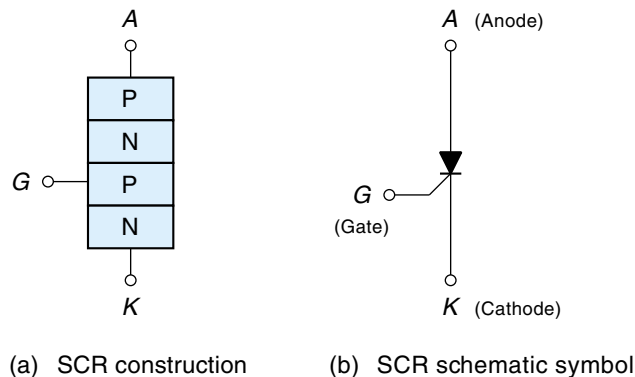 A
P
N
P
N
G
K
(a) SCR construction
A (Anode)
G
(Gate)
K (Cathode)
(b) SCR schematic symbol